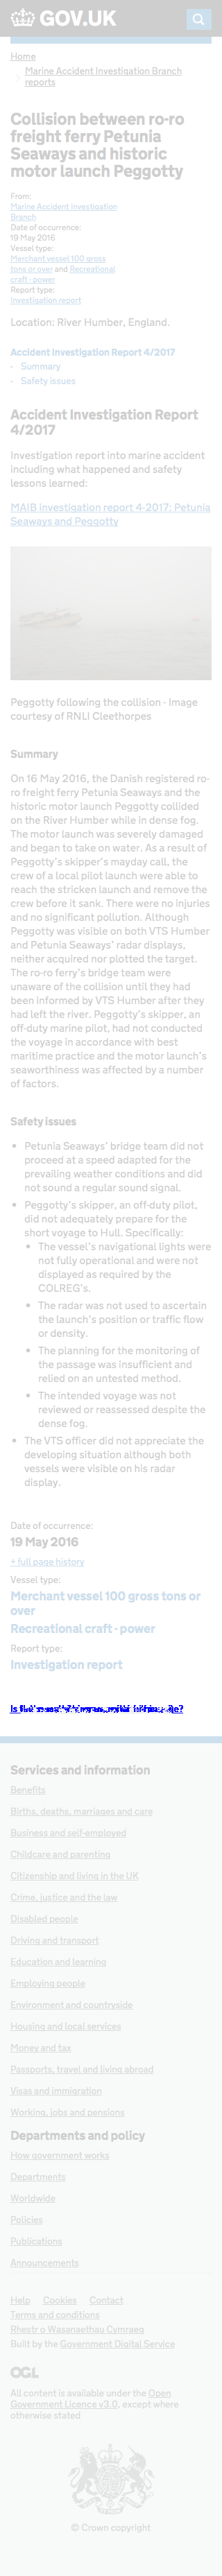 GOV.UK
Home
Marine Accident Investigation Branch
reports
Collision between ro-ro
freight ferry Petunia
Seaways and historic
motor launch Peggotty
From:
Marine Accident Investigation
Branch
Date of occurrence:
19 May 2016
Vessel type:
Merchant vessel 100 gross
tons or over and Recreational
craft - power
Report type:
Investigation report
Location: River Humber, England.
Accident Investigation Report 4/2017
- Summary
- Safety issues
Accident Investigation Report
4/2017
Investigation report into marine accident
including what happened and safety
lessons learned:
MAIB investigation report 4-2017: Petunia
Seaways and Peggotty
Peggotty following the collision - Image
courtesy of RNLI Cleethorpes
Summary
On 16 May 2016, the Danish registered ro-
ro freight ferry Petunia Seaways and the
historic motor launch Peggotty collided
on the River Humber while in dense fog.
The motor launch was severely damaged
and began to take on water. As a result of
Peggotty's skipper's mayday call, the
crew of a local pilot launch were able to
reach the stricken launch and remove the
crew before it sank. There were no injuries
and no significant pollution. Although
Peggotty was visible on both VTS Humber
and Petunia Seaways' radar displays,
neither acquired nor plotted the target.
The ro-ro ferry's bridge team were
unaware of the collision until they had
been informed by VTS Humber after they
had left the river. Peggotty's skipper, an
off-duty marine pilot, had not conducted
the voyage in accordance with best
maritime practice and the motor launch's
seaworthiness was affected by a number
of factors.
Safety issues
• Petunia Seaways' bridge team did not
proceed at a speed adapted for the
prevailing weather conditions and did
not sound a regular sound signal.
• Peggotty's skipper, an off-duty pilot,
did not adequately prepare for the
short voyage to Hull. Specifically:
• The vessel's navigational lights were
not fully operational and were not
displayed as required by the
COLREG's.
• The radar was not used to ascertain
the launch's position or traffic flow
or density.
• The planning for the monitoring of
the passage was insufficient and
relied on an untested method.
• The intended voyage was not
reviewed or reassessed despite the
dense fog.
• The VTS officer did not appreciate the
developing situation although both
vessels were visible on his radar
display.
Date of occurrence:
19 May 2016
+ full page history
Vessel type:
Merchant vessel 100 gross tons or
over
Recreational craft - power
Report type:
Investigation report
Services and information
Benefits
Births, deaths, marriages and care
Business and self-employed
Childcare and parenting
Citizenship and living in the UK
Crime, justice and the law
Disabled people
Driving and transport
Education and learning
Employing people
Environment and countryside
Housing and local services
Money and tax
Passports, travel and living abroad
Visas and immigration
Working, jobs and pensions
Departments and policy
How government works
Departments
Worldwide
Policies
Publications
Announcements
Help Cookies Contact
Terms and conditions
Rhestr o Wasanaethau Cymraeg
Built by the Government Digital Service
OGL
All content is available under the Open
Government Licence v3.0, except where
otherwise stated
© Crown copyright